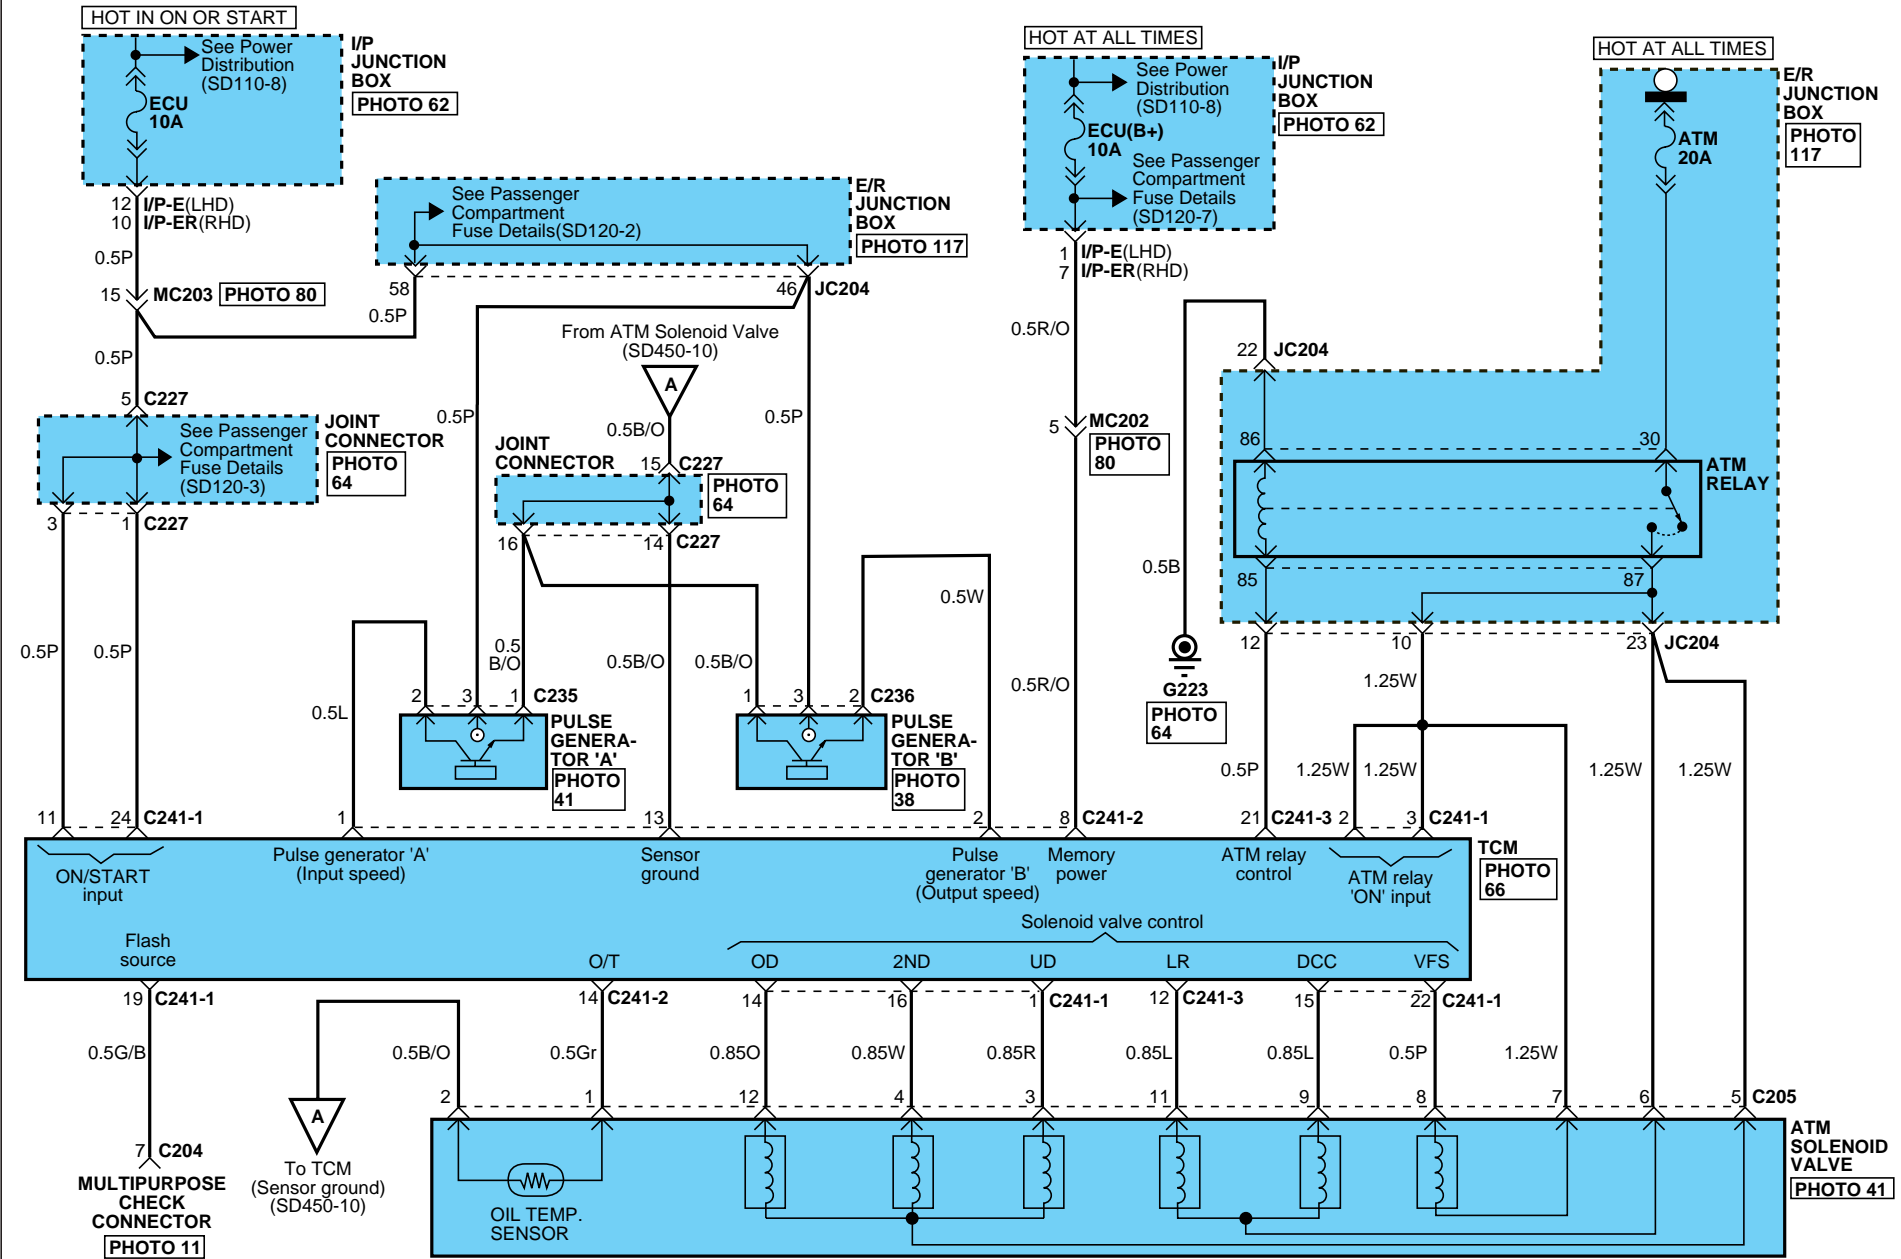 HOT IN ON OR START
See Power
Distribution
(SD110-8)
ECU
10A
I/P
JUNCTION
BOX
PHOTO 62
12 I/P-E(LHD)
10 I/P-ER(RHD)
0.5P
15 MC203 PHOTO 80
0.5P
5 C227
See Passenger
Compartment
Fuse Details
(SD120-3)
JOINT
CONNECTOR
PHOTO
64
3 1 C227
0.5P 0.5P
See Passenger
Compartment
Fuse Details(SD120-2)
E/R
JUNCTION
BOX
PHOTO 117
58 46 JC204
0.5P
From ATM Solenoid Valve
(SD450-10)
A
0.5P 0.5B/O 0.5P
JOINT
CONNECTOR
15 C227
PHOTO
64
16 14 C227
0.5W
0.5
B/O
0.5B/O 0.5B/O
0.5L
2 3 1 C235
PULSE
GENERA-
TOR 'A'
PHOTO
41
1 3 2 C236
PULSE
GENERA-
TOR 'B'
PHOTO
38
HOT AT ALL TIMES
See Power
Distribution
(SD110-8)
ECU(B+)
10A
See Passenger
Compartment
Fuse Details
(SD120-7)
I/P
JUNCTION
BOX
PHOTO 62
1 I/P-E(LHD)
7 I/P-ER(RHD)
0.5R/O
5 MC202
PHOTO
80
0.5R/O
HOT AT ALL TIMES
ATM
20A
E/R
JUNCTION
BOX
PHOTO
117
22 JC204
86 30
ATM
RELAY
85 87
0.5B
12 10 23 JC204
G223
PHOTO
64
1.25W
0.5P 1.25W 1.25W 1.25W 1.25W
11 24 C241-1 1 13 2 8 C241-2 21 C241-3 2 3 C241-1
TCM
PHOTO
66
ON/START
input
Pulse generator 'A'
(Input speed)
Sensor
ground
Pulse
generator 'B'
(Output speed)
Memory
power
ATM relay
control
ATM relay
'ON' input
Solenoid valve control
Flash
source
O/T OD 2ND UD LR DCC VFS
19 C241-1 14 C241-2 14 16 1 C241-1 12 C241-3 15 22 C241-1
0.5G/B 0.5B/O 0.5Gr 0.85O 0.85W 0.85R 0.85L 0.85L 0.5P 1.25W
2 1 12 4 3 11 9 8 7 6 5 C205
7 C204
MULTIPURPOSE
CHECK
CONNECTOR
PHOTO 11
A
To TCM
(Sensor ground)
(SD450-10)
OIL TEMP.
SENSOR
ATM
SOLENOID
VALVE
PHOTO 41